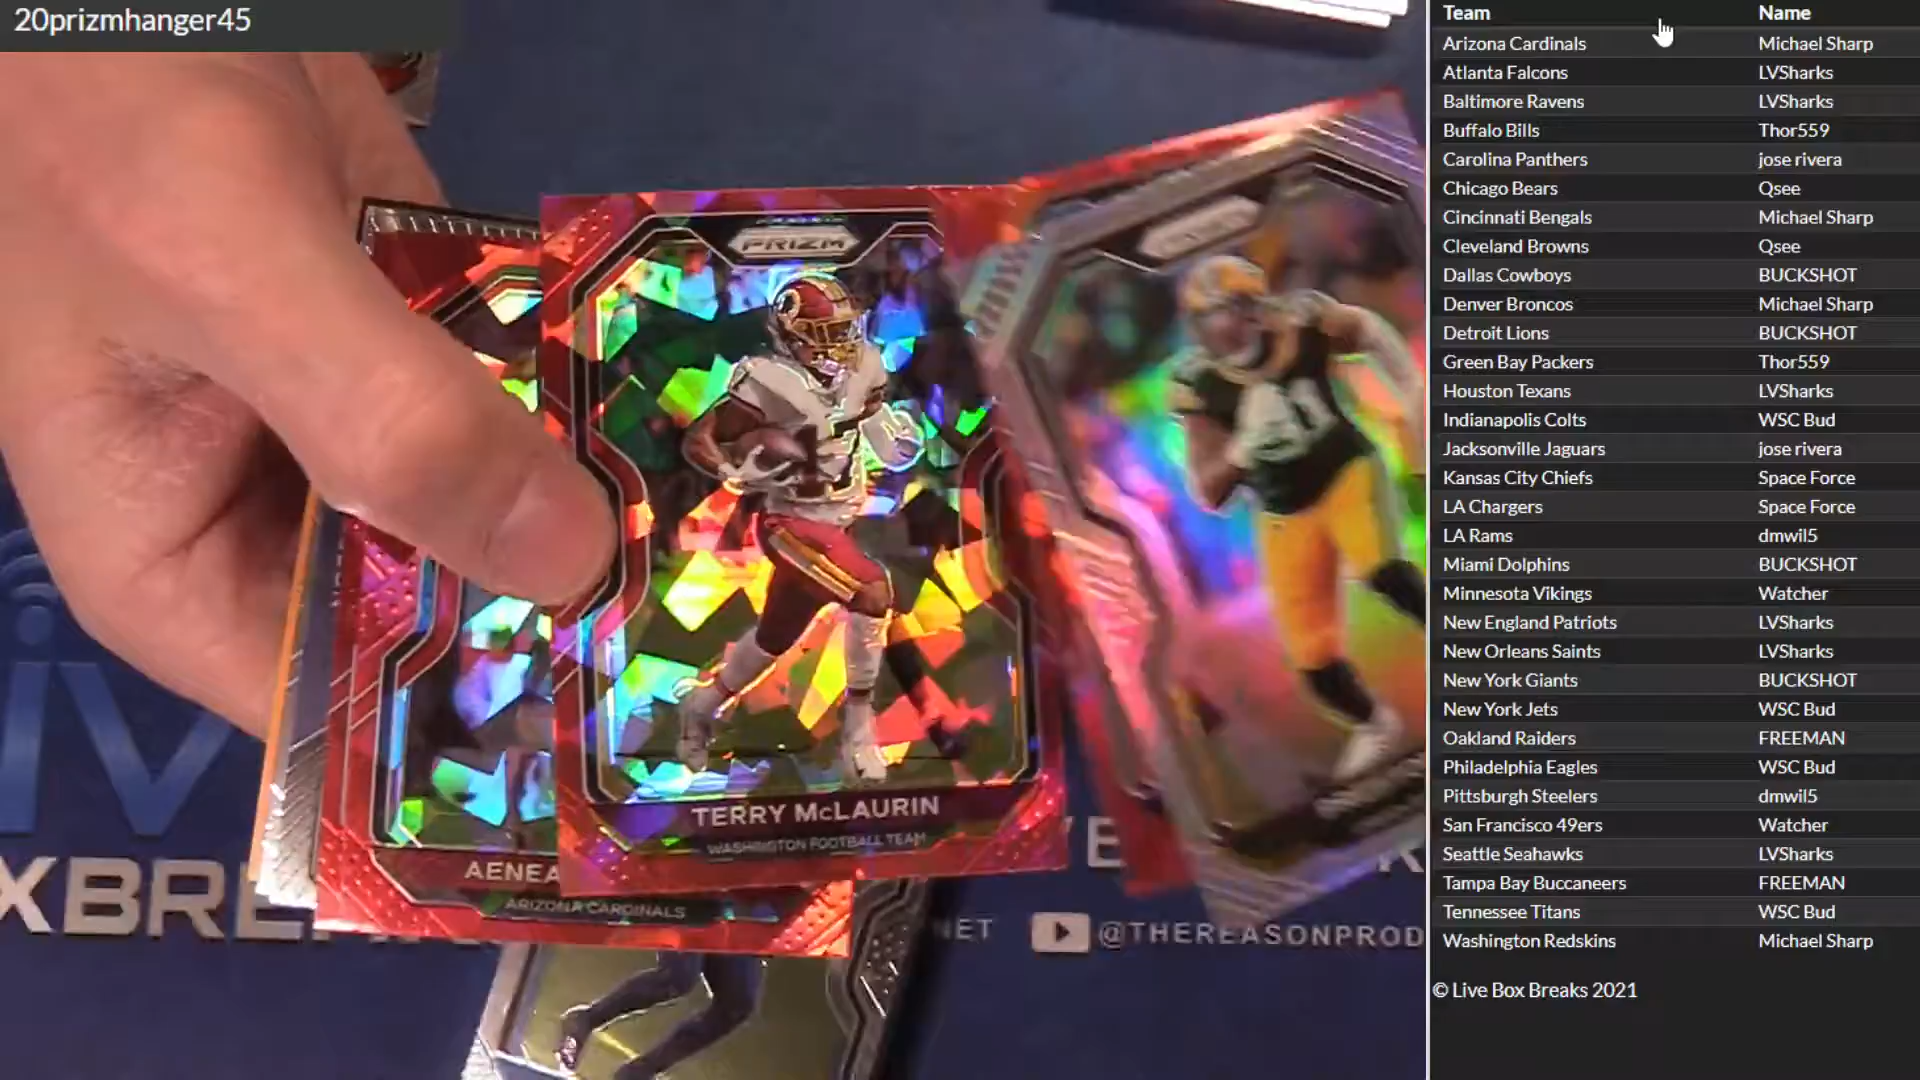 20prizmhanger45
Team Name
Arizona Cardinals Michael Sharp
Atlanta Falcons LVSharks
Baltimore Ravens LVSharks
Buffalo Bills Thor559
Carolina Panthers jose rivera
Chicago Bears Qsee
Cincinnati Bengals Michael Sharp
Cleveland Browns Qsee
Dallas Cowboys BUCKSHOT
Denver Broncos Michael Sharp
Detroit Lions BUCKSHOT
Green Bay Packers Thor559
Houston Texans LVSharks
Indianapolis Colts WSC Bud
Jacksonville Jaguars jose rivera
Kansas City Chiefs Space Force
LA Chargers Space Force
LA Rams dmwil5
Miami Dolphins BUCKSHOT
Minnesota Vikings Watcher
New England Patriots LVSharks
New Orleans Saints LVSharks
New York Giants BUCKSHOT
New York Jets WSC Bud
Oakland Raiders FREEMAN
Philadelphia Eagles WSC Bud
Pittsburgh Steelers dmwil5
San Francisco 49ers Watcher
Seattle Seahawks LVSharks
Tampa Bay Buccaneers FREEMAN
Tennessee Titans WSC Bud
Washington Redskins Michael Sharp
© Live Box Breaks 2021
PRIZM
TERRY McLAURIN
WASHINGTON FOOTBALL TEAM
AENEA
ARIZONA CARDINALS
XBRE
NET
@THEREASONPROD